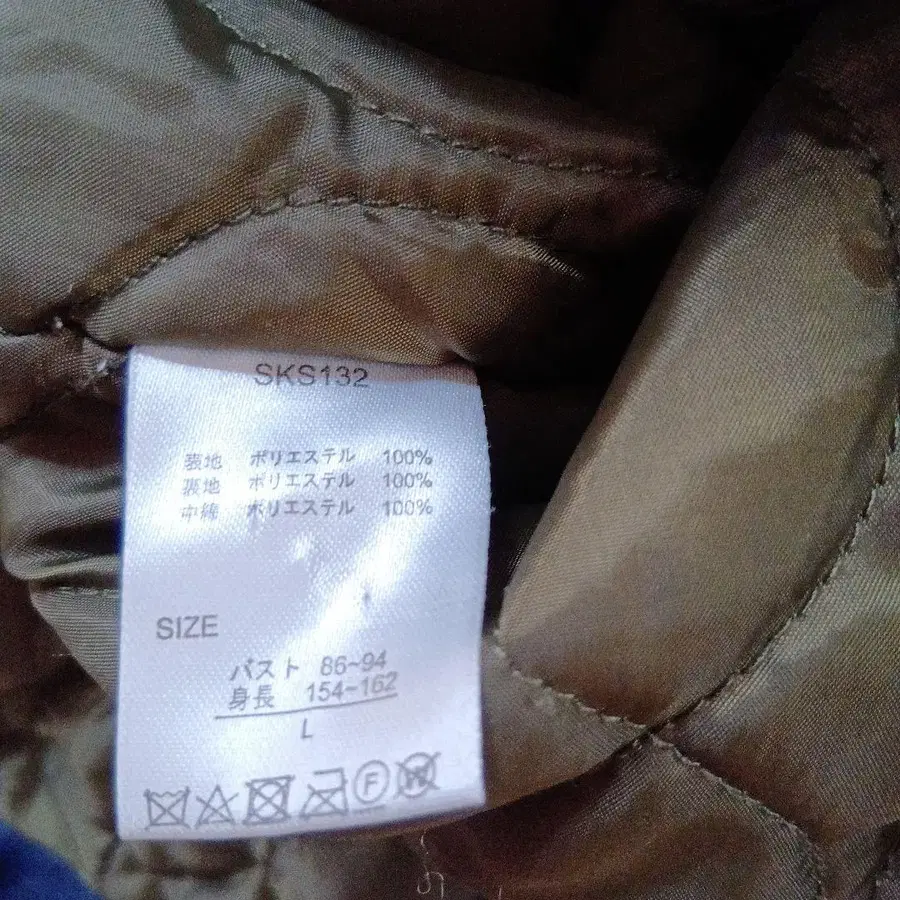 SKS132
表地 ポリエステル 100%
裏地 ポリエステル 100%
中綿 ポリエステル 100%
SIZE
バスト 86~94
身長 154~162
L
F
W